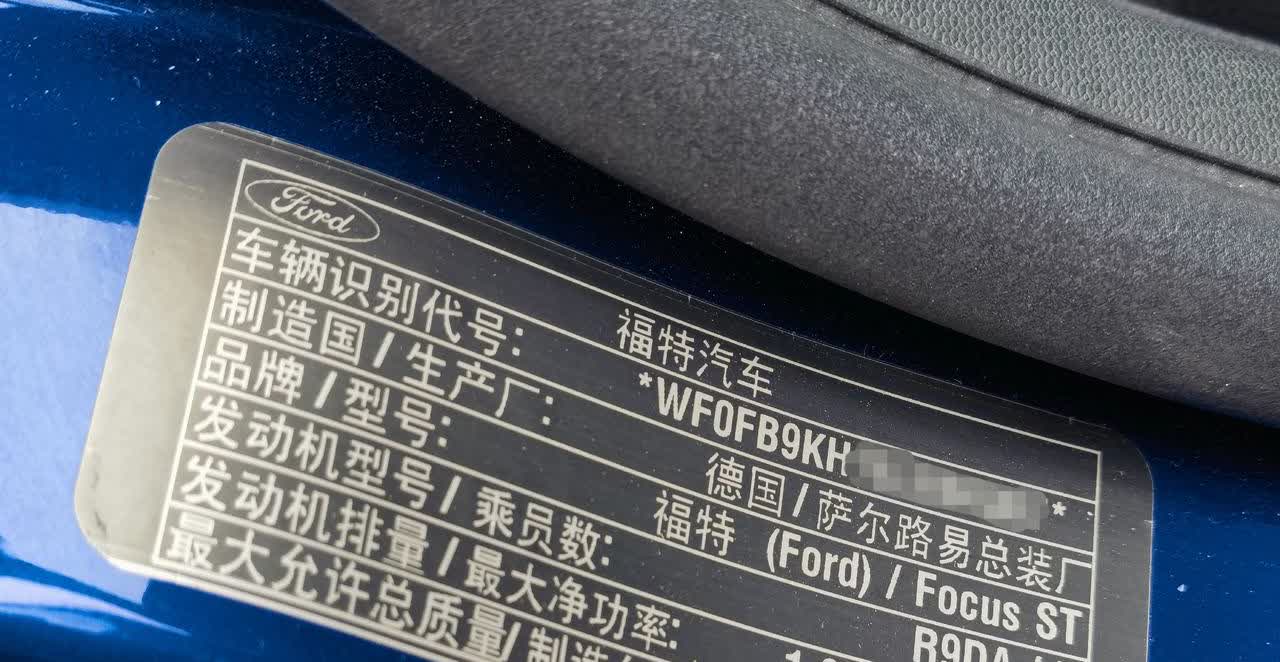 Ford
福特汽车
车辆识别代号: *WF0FB9KH *
制造国/生产厂: 德国/萨尔路易总装厂
品牌/型号: 福特 (Ford) / Focus ST
发动机型号/乘员数: R9DA
发动机排量/最大净功率:
最大允许总质量/制造